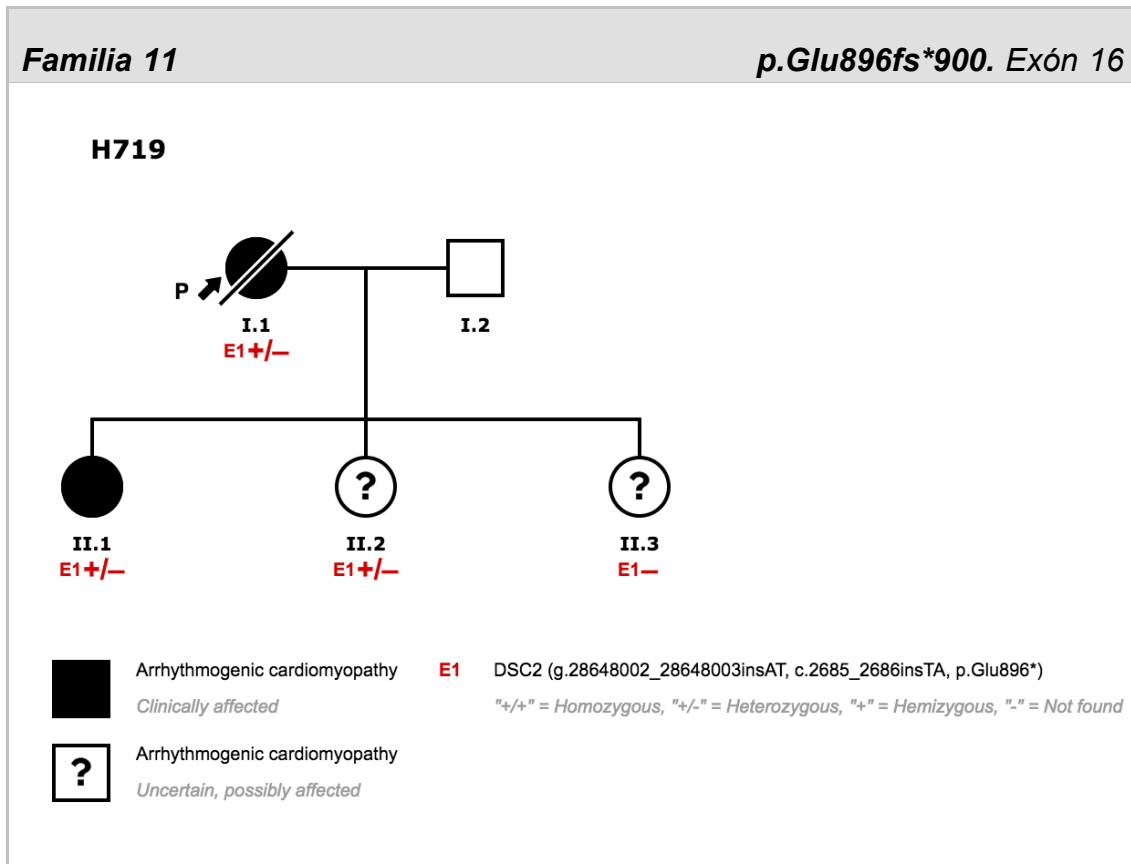 Familia 11 p.Glu896fs*900. Exón 16
H719
P
I.1 I.2
E1+/–
? ?
II.1 II.2 II.3
E1+/– E1+/– E1–
Arrhythmogenic cardiomyopathy E1 DSC2 (g.28648002_28648003insAT, c.2685_2686insTA, p.Glu896*)
Clinically affected "+/+" = Homozygous, "+/-" = Heterozygous, "+" = Hemizygous, "-" = Not found
? Arrhythmogenic cardiomyopathy
Uncertain, possibly affected